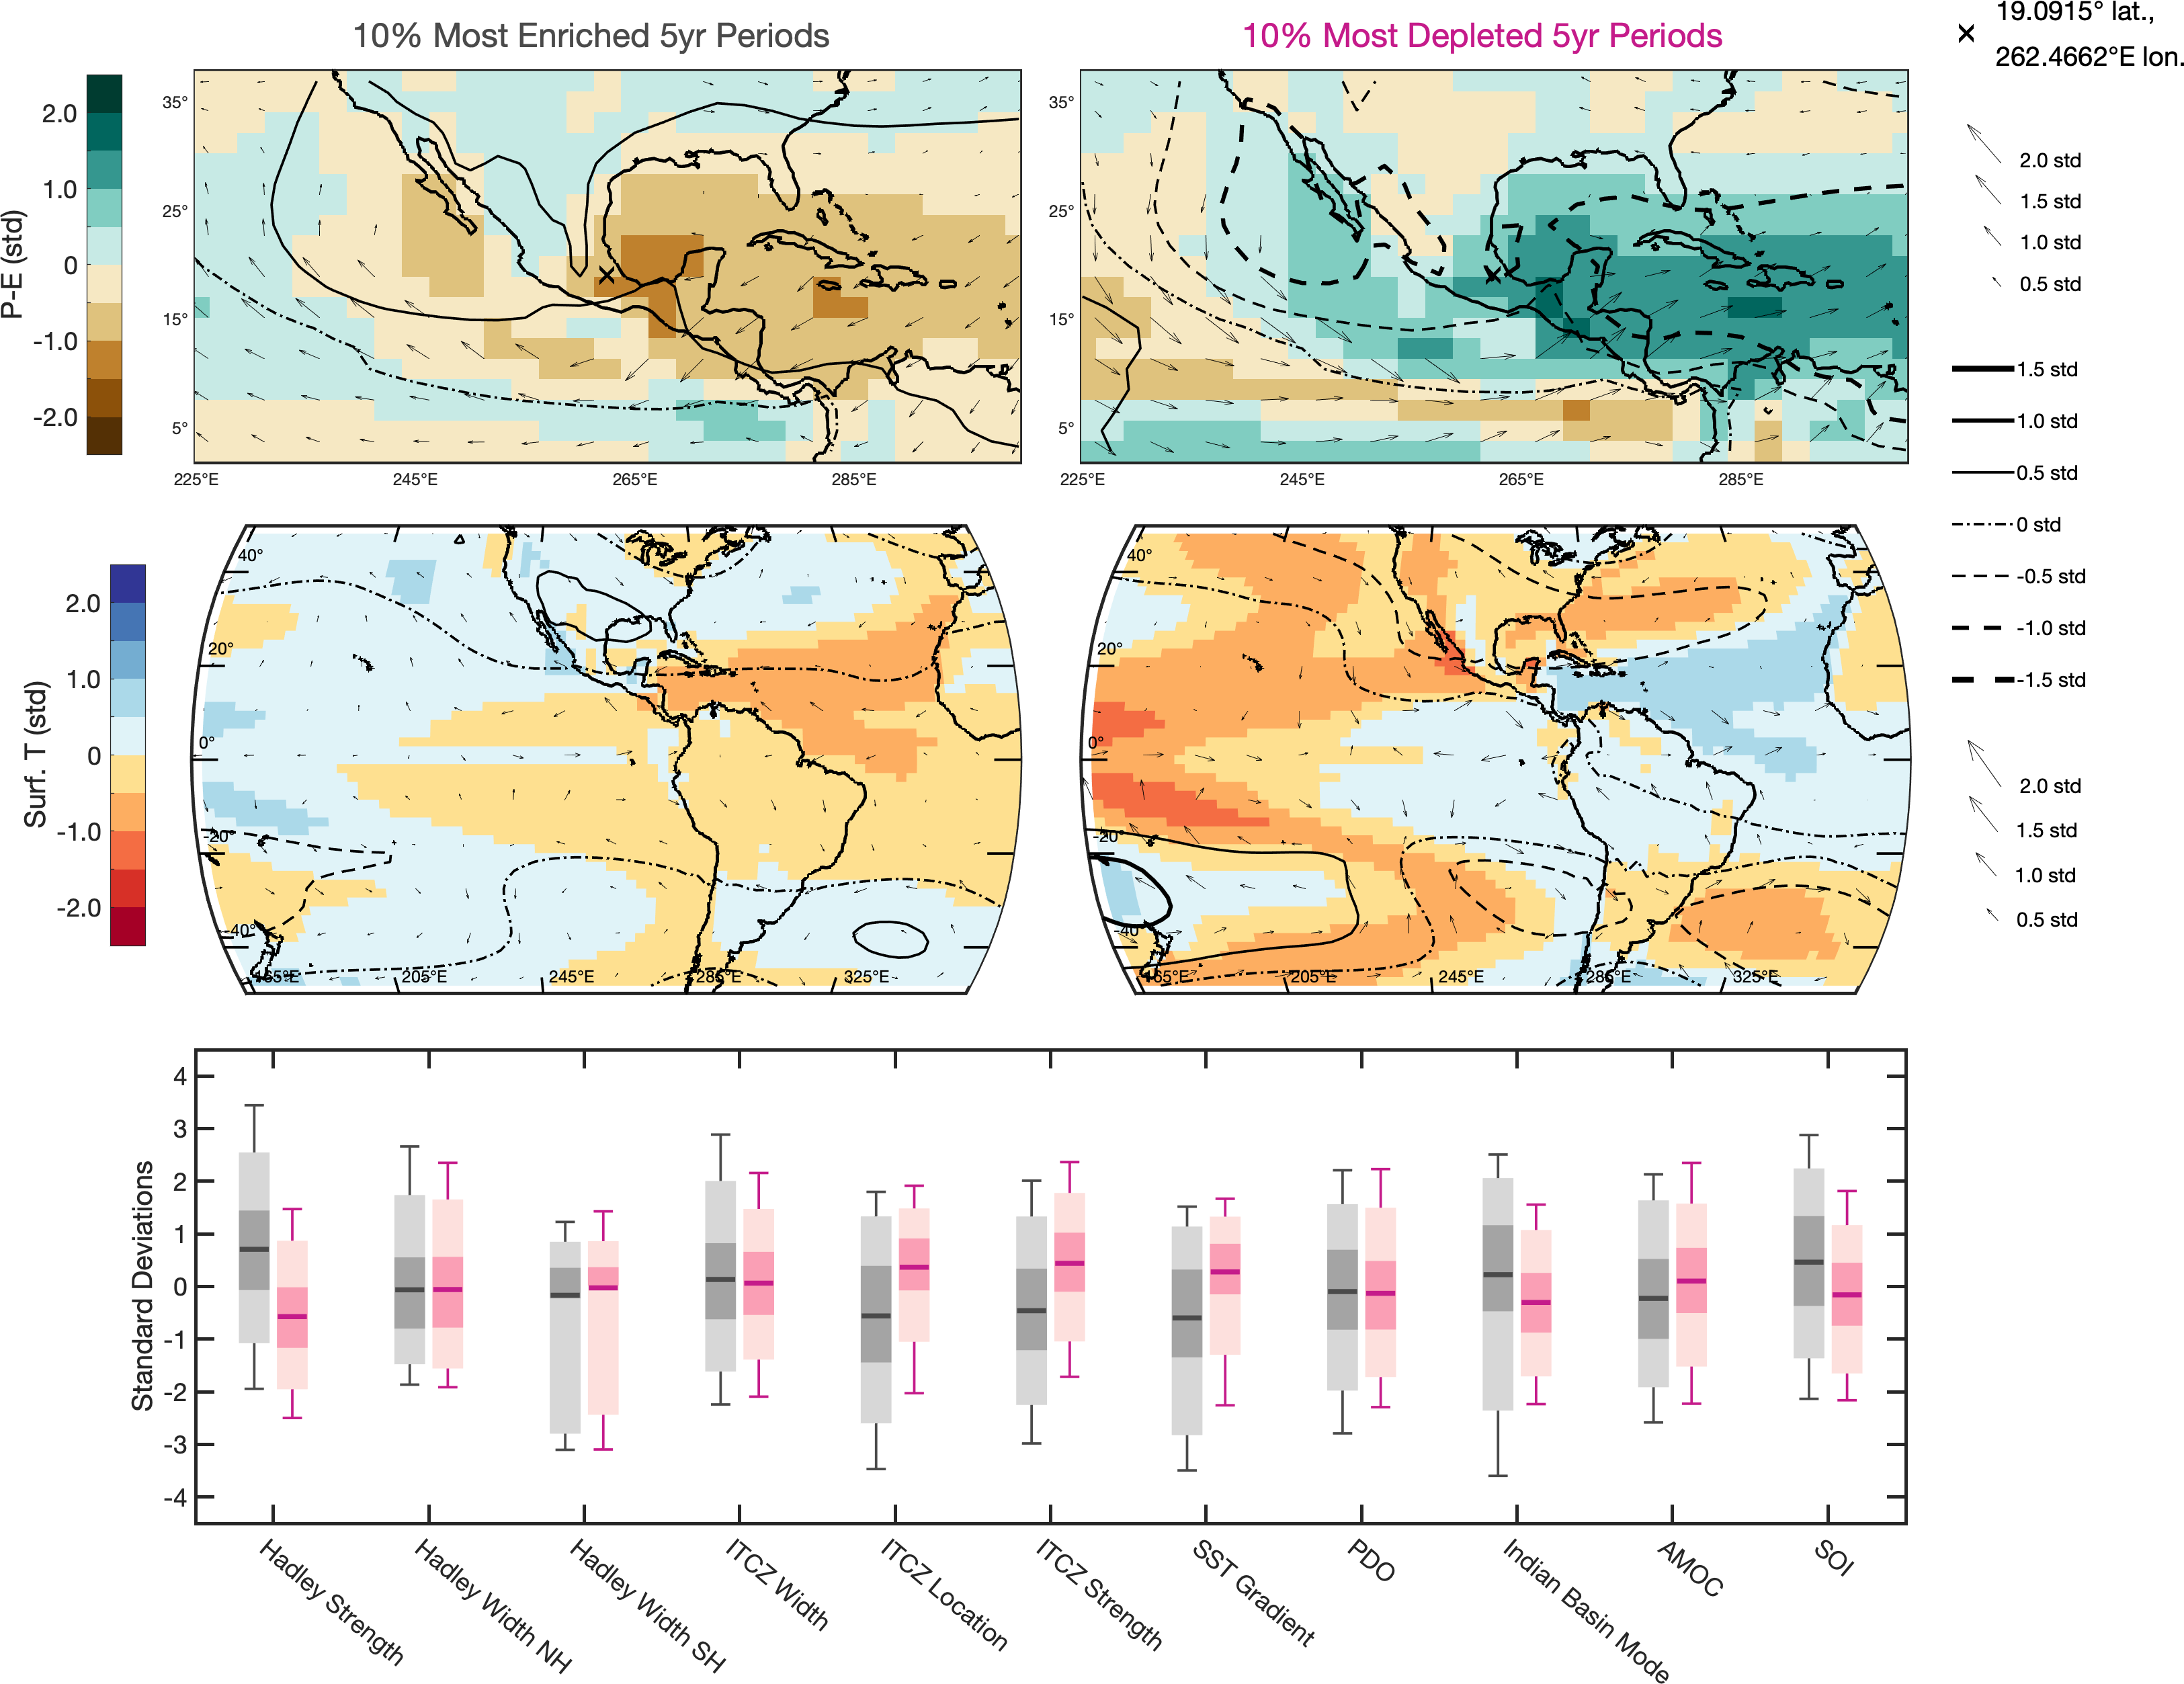 10% Most Enriched 5yr Periods
10% Most Depleted 5yr Periods
19.0915° lat.,
262.4662°E lon.
P-E (std)
2.0
1.0
0
-1.0
-2.0
35°
25°
15°
5°
225°E
245°E
265°E
285°E
35°
25°
15°
5°
225°E
245°E
265°E
285°E
2.0 std
1.5 std
1.0 std
0.5 std
1.5 std
1.0 std
0.5 std
0 std
-0.5 std
-1.0 std
-1.5 std
Surf. T (std)
2.0
1.0
0
-1.0
-2.0
40°
20°
0°
-20°
-40°
165°E
205°E
245°E
285°E
325°E
40°
20°
0°
-20°
-40°
165°E
205°E
245°E
285°E
325°E
2.0 std
1.5 std
1.0 std
0.5 std
Standard Deviations
4
3
2
1
0
-1
-2
-3
-4
Hadley Strength
Hadley Width NH
Hadley Width SH
ITCZ Width
ITCZ Location
ITCZ Strength
SST Gradient
PDO
Indian Basin Mode
AMOC
SOI